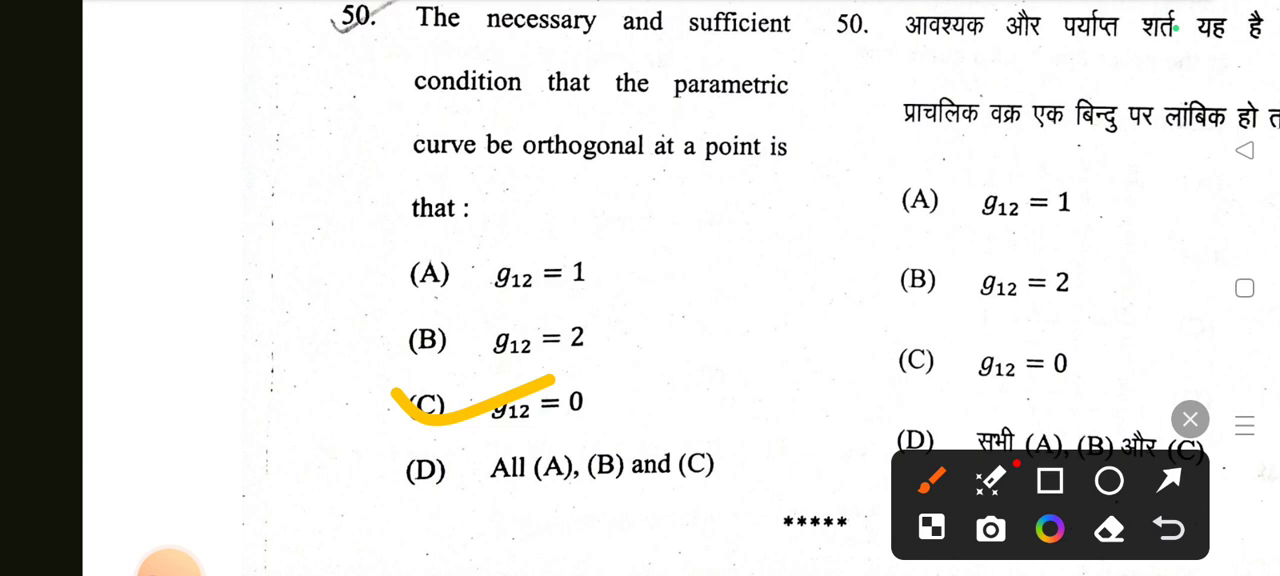 50. The necessary and sufficient
condition that the parametric
curve be orthogonal at a point is
that :
(A) g₁₂ = 1
(B) g₁₂ = 2
(C) g₁₂ = 0
(D) All (A), (B) and (C)
50. आवश्यक और पर्याप्त शर्त यह है
प्राचलिक वक्र एक बिन्दु पर लांबिक हो
(A) g₁₂ = 1
(B) g₁₂ = 2
(C) g₁₂ = 0
(D) सभी (A), (B) और (C)
*****